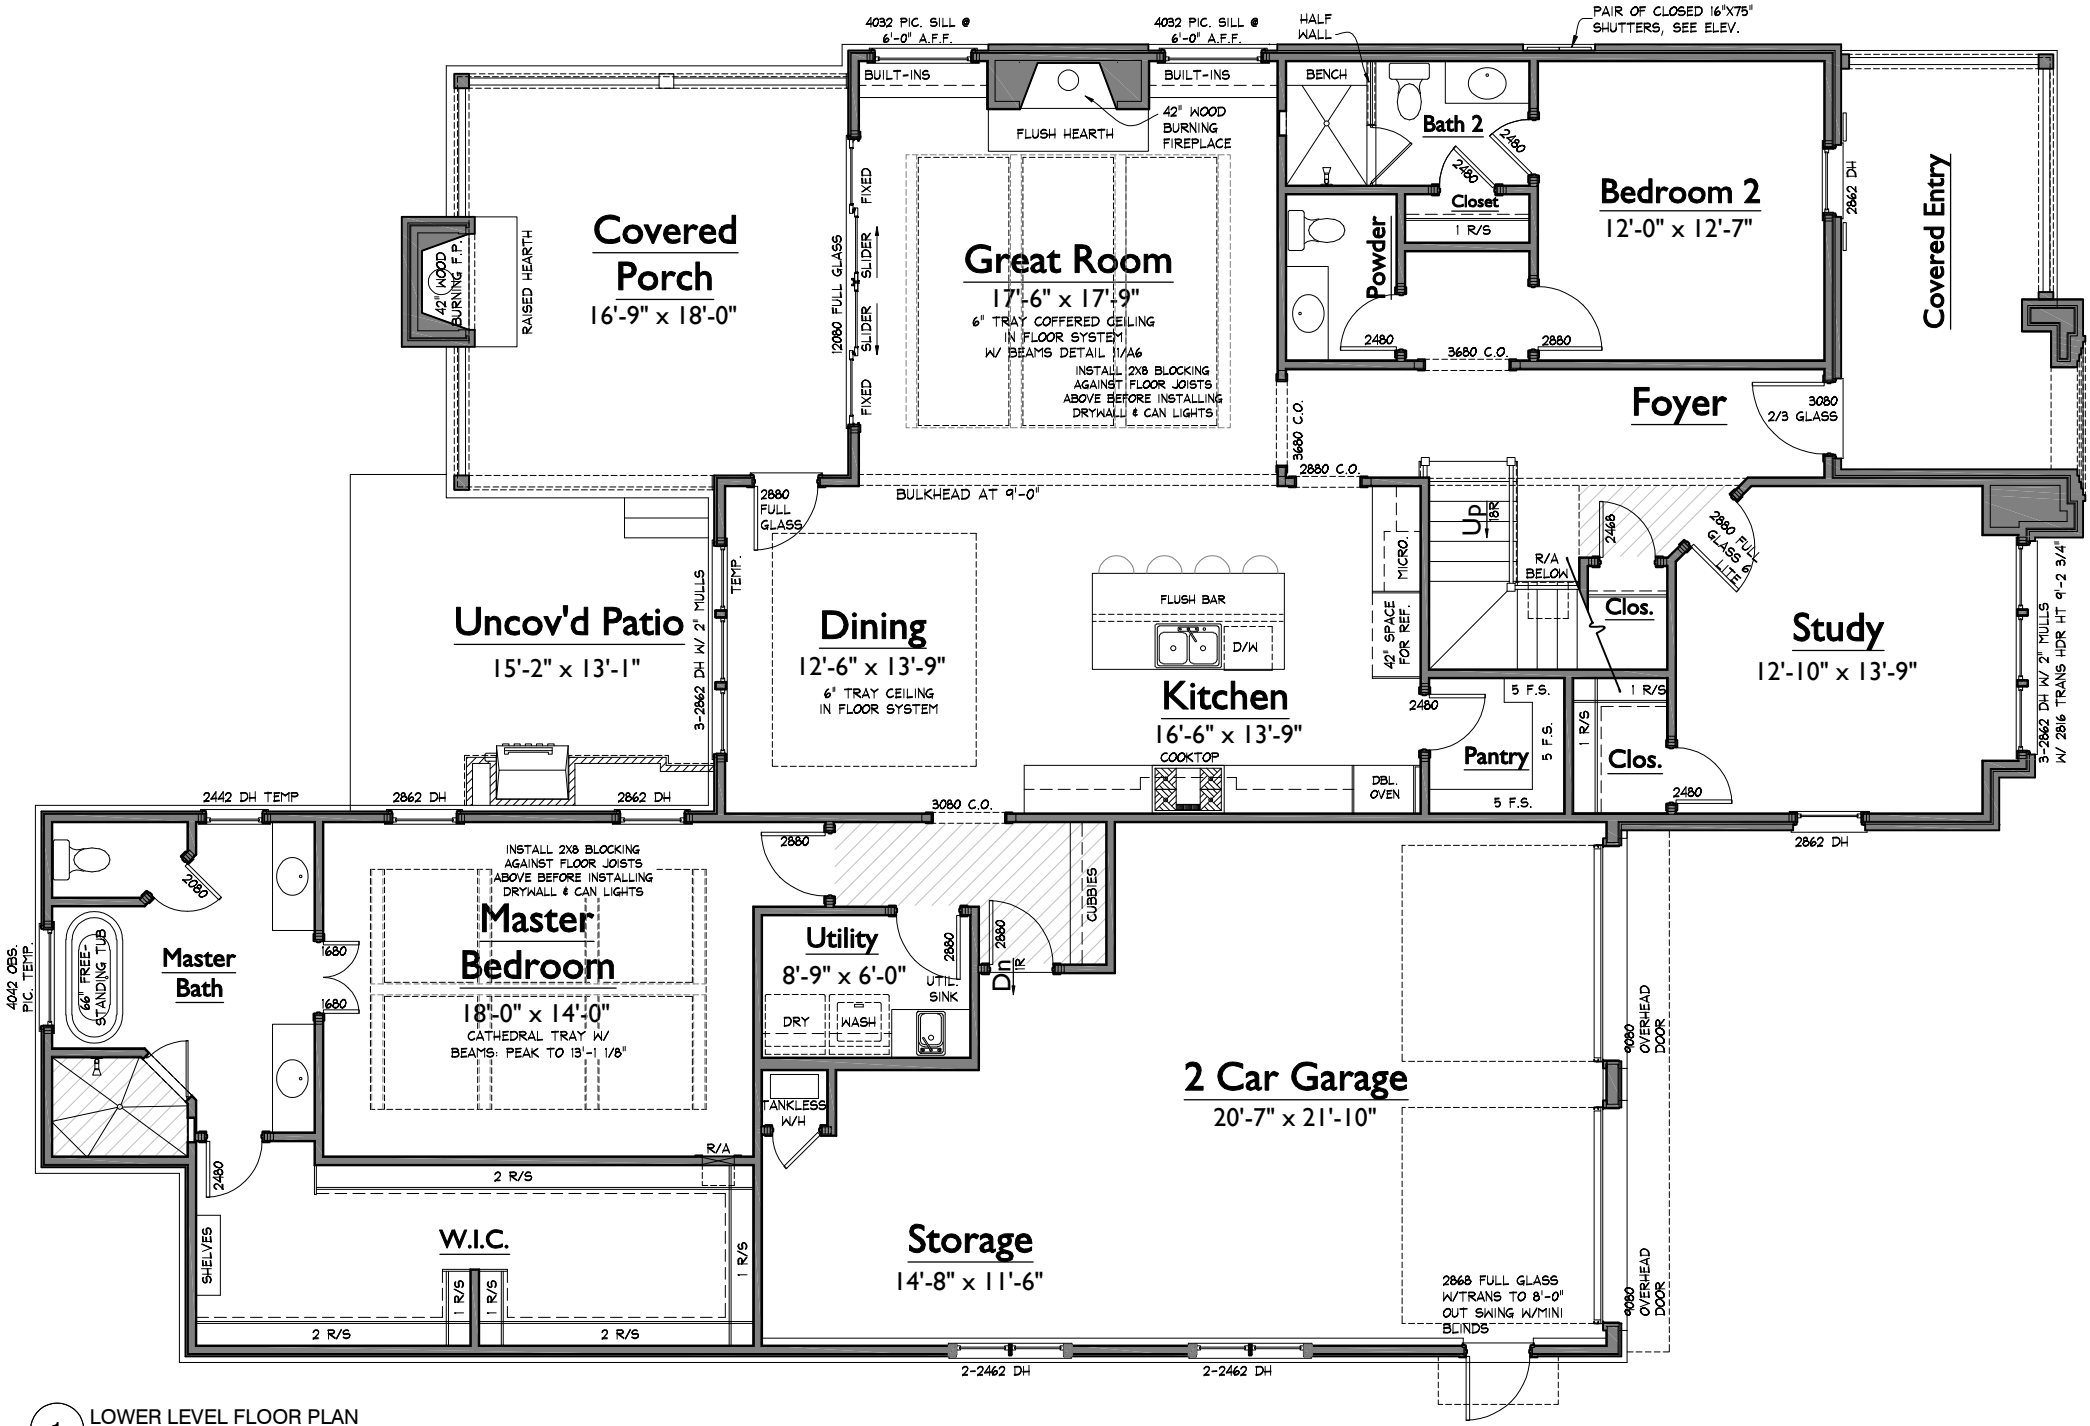 4032 PIC. SILL @
6'-0" A.F.F.
4032 PIC. SILL @
6'-0" A.F.F.
HALF
WALL
PAIR OF CLOSED 16"X75"
SHUTTERS, SEE ELEV.
BUILT-INS
BUILT-INS
BENCH
FLUSH HEARTH
42" WOOD
BURNING
FIREPLACE
Bath 2
2480
2480
Closet
1 R/S
Bedroom 2
12'-0" x 12'-7"
2862 DH
Covered Entry
Covered
Porch
16'-9" x 18'-0"
42" WOOD
BURNING F.P.
RAISED HEARTH
12080 FULL GLASS
FIXED
SLIDER
SLIDER
FIXED
Great Room
17'-6" x 17'-9"
6" TRAY COFFERED CEILING
IN FLOOR SYSTEM
W/ BEAMS DETAIL 11/A6
INSTALL 2X8 BLOCKING
AGAINST FLOOR JOISTS
ABOVE BEFORE INSTALLING
DRYWALL & CAN LIGHTS
Powder
2480
3680 C.O.
2880
3680 C.O.
Foyer
3080
2/3 GLASS
2880 C.O.
BULKHEAD AT 9'-0"
2880
FULL
GLASS
TEMP.
3-2862 DH W/ 2" MULLS
Uncov'd Patio
15'-2" x 13'-1"
Dining
12'-6" x 13'-9"
6" TRAY CEILING
IN FLOOR SYSTEM
FLUSH BAR
D/W
MICRO.
42" SPACE
FOR REF.
Kitchen
16'-6" x 13'-9"
COOKTOP
DBL.
OVEN
Up
18R
R/A
BELOW
2468
Clos.
2880 FULL
GLASS 6
LITE
Study
12'-10" x 13'-9"
3-2862 DH W/ 2" MULLS
W/ 2816 TRANS HDR HT 9'-2 3/4"
2480
5 F.S.
5 F.S.
5 F.S.
Pantry
1 R/S
1 R/S
Clos.
2480
2442 DH TEMP
2862 DH
2862 DH
3080 C.O.
2862 DH
2080
INSTALL 2X8 BLOCKING
AGAINST FLOOR JOISTS
ABOVE BEFORE INSTALLING
DRYWALL & CAN LIGHTS
2880
CUBBIES
4042 OBS.
PIC. TEMP.
66" FREE-
STANDING TUB
Master
Bath
1680
1680
Master
Bedroom
18'-0" x 14'-0"
CATHEDRAL TRAY W/
BEAMS: PEAK TO 13'-1 1/8"
Utility
8'-9" x 6'-0"
2880
UTIL.
SINK
DRY
WASH
2880
Dn
1R
TANKLESS
W/H
2 Car Garage
20'-7" x 21'-10"
9080
OVERHEAD
DOOR
2480
R/A
2 R/S
SHELVES
W.I.C.
1 R/S
1 R/S
1 R/S
2 R/S
2 R/S
Storage
14'-8" x 11'-6"
2868 FULL GLASS
W/TRANS TO 8'-0"
OUT SWING W/MINI
BLINDS
9080
OVERHEAD
DOOR
2-2462 DH
2-2462 DH
LOWER LEVEL FLOOR PLAN